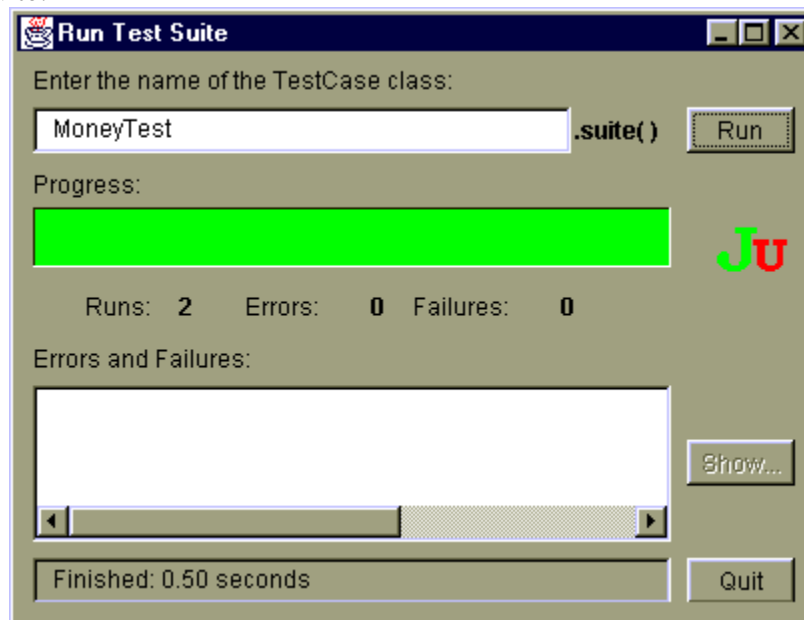 Run Test Suite
Enter the name of the TestCase class:
MoneyTest .suite() Run
Progress:
JU
Runs: 2 Errors: 0 Failures: 0
Errors and Failures:
Show...
Finished: 0.50 seconds Quit